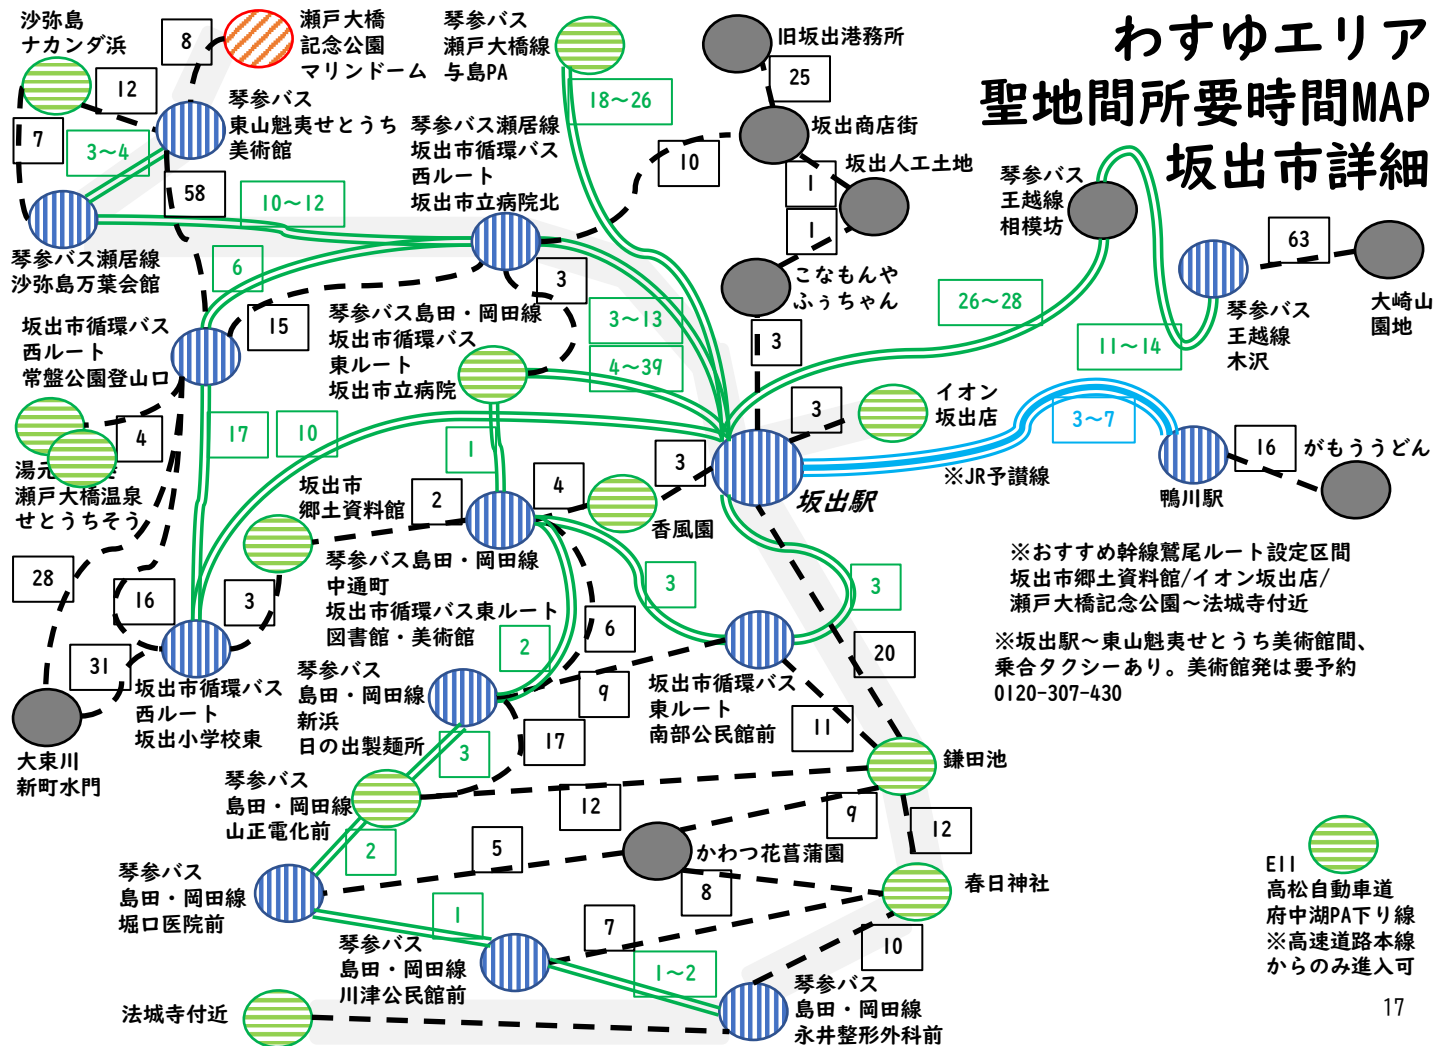 わすゆエリア
聖地間所要時間MAP
坂出市詳細
沙弥島
ナカンダ浜
8
瀬戸大橋
記念公園
マリンドーム
琴参バス
瀬戸大橋線
与島PA
18～26
旧坂出港務所
25
12
琴参バス
東山魁夷せとうち
美術館
7
3～4
58
琴参バス瀬居線
坂出市循環バス
西ルート
坂出市立病院北
10
坂出商店街
坂出人工土地
1
1
10～12
琴参バス
王越線
相模坊
63
琴参バス瀬居線
沙弥島万葉会館
6
3
こなもんや
ふぅちゃん
26～28
琴参バス
王越線
木沢
大崎山
園地
11～14
坂出市循環バス
西ルート
常盤公園登山口
15
琴参バス島田・岡田線
坂出市循環バス
東ルート
坂出市立病院
3～13
4～39
3
3
イオン
坂出店
3～7
※JR予讃線
16
がもううどん
鴨川駅
4
17
10
1
3
坂出駅
湯元
瀬戸大橋温泉
せとうちそう
坂出市
郷土資料館
2
4
香風園
琴参バス島田・岡田線
中通町
坂出市循環バス東ルート
図書館・美術館
※おすすめ幹線鷲尾ルート設定区間
坂出市郷土資料館/イオン坂出店/
瀬戸大橋記念公園～法城寺付近
※坂出駅～東山魁夷せとうち美術館間、
乗合タクシーあり。美術館発は要予約
0120-307-430
28
16
3
3
3
6
2
20
31
坂出市循環バス
西ルート
坂出小学校東
琴参バス
島田・岡田線
新浜
日の出製麺所
9
坂出市循環バス
東ルート
南部公民館前
11
大束川
新町水門
17
3
琴参バス
島田・岡田線
山正電化前
鎌田池
12
9
12
2
5
かわつ花菖蒲園
琴参バス
島田・岡田線
堀口医院前
8
春日神社
1
7
琴参バス
島田・岡田線
川津公民館前
1～2
10
法城寺付近
琴参バス
島田・岡田線
永井整形外科前
E11
高松自動車道
府中湖PA下り線
※高速道路本線
からのみ進入可
17